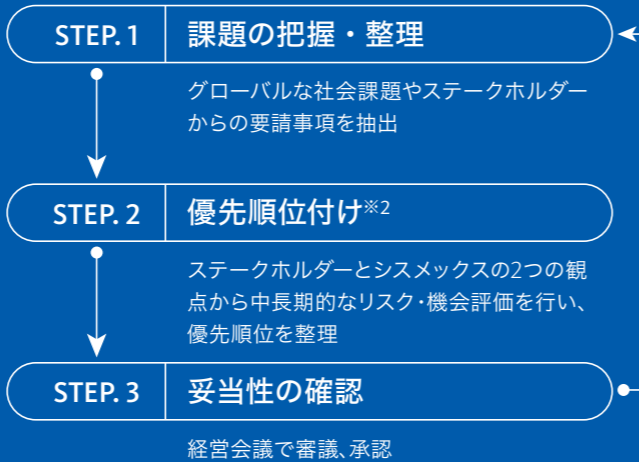 STEP. 1 課題の把握・整理
グローバルな社会課題やステークホルダー
からの要請事項を抽出
STEP. 2 優先順位付け※2
ステークホルダーとシスメックスの2つの観
点から中長期的なリスク・機会評価を行い、
優先順位を整理
STEP. 3 妥当性の確認
経営会議で審議、承認